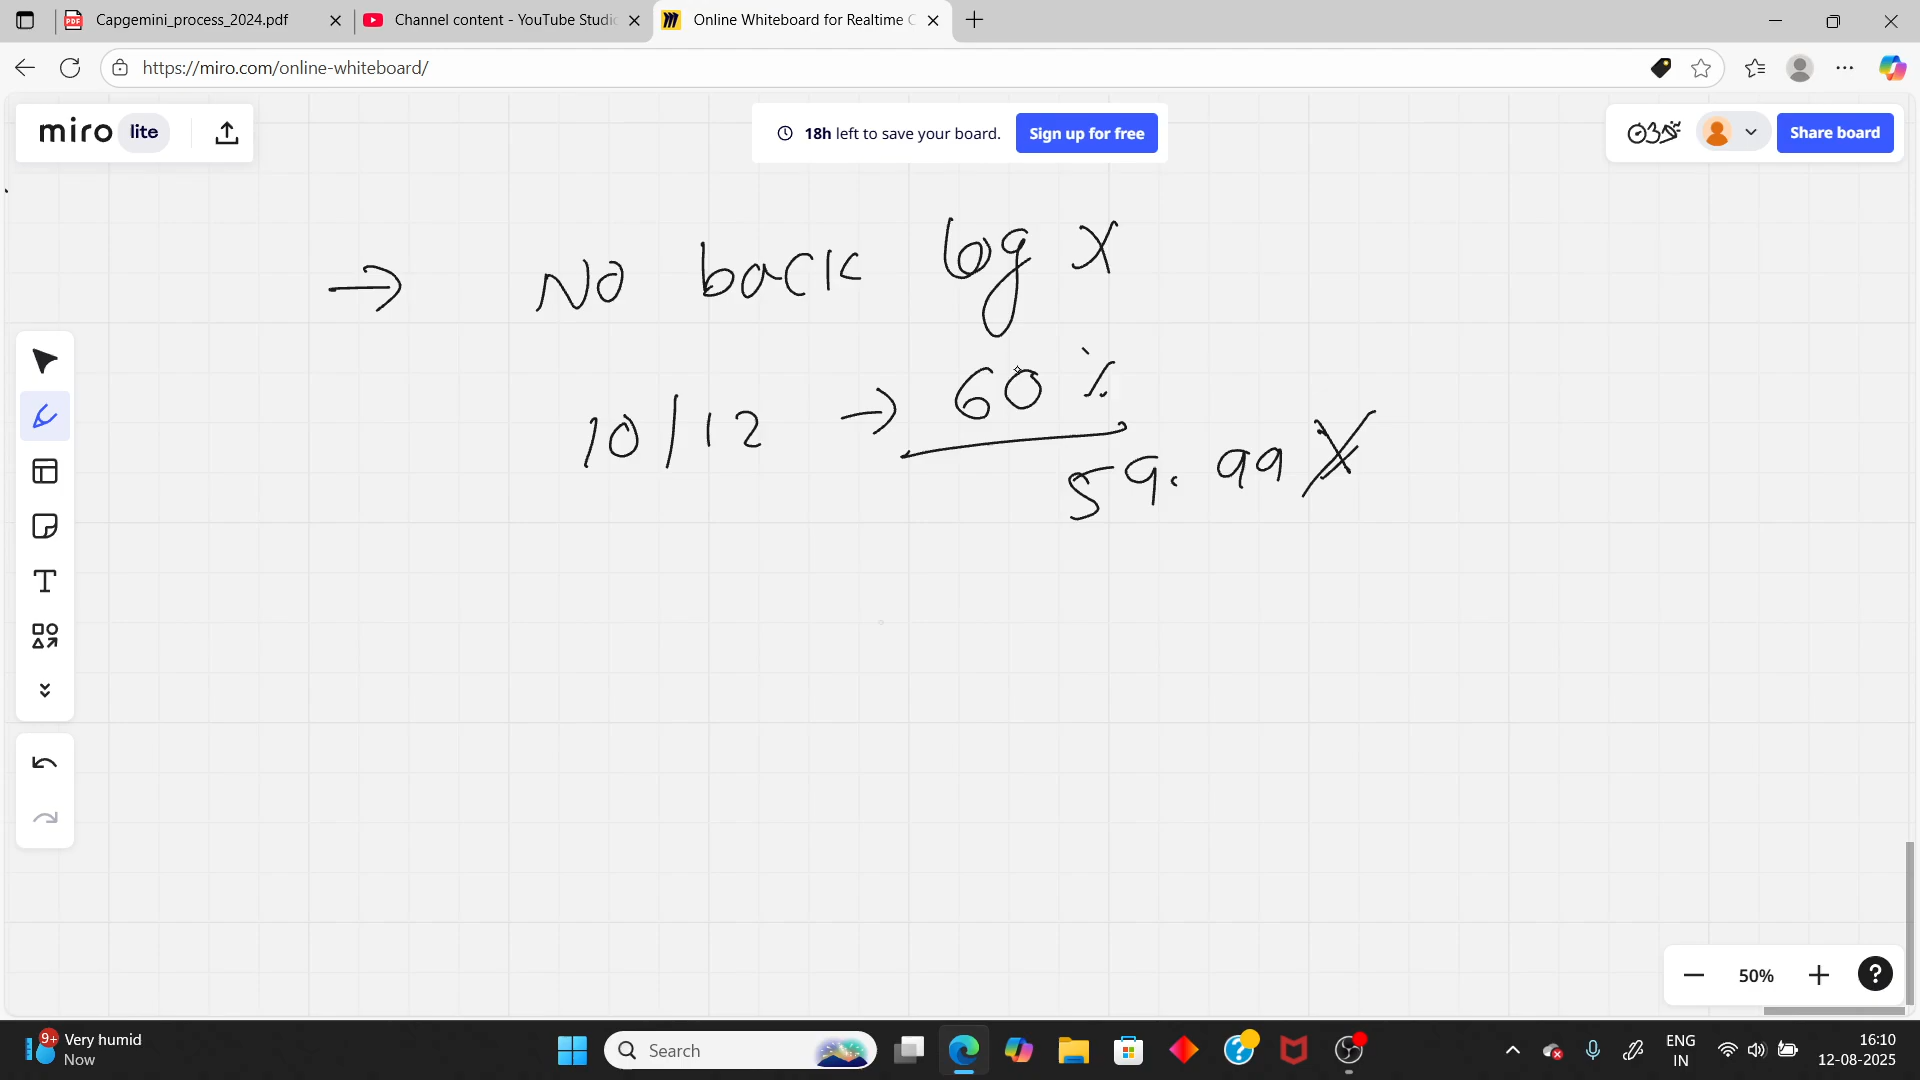 Capgemini_process_2024.pdf
Channel content - YouTube Studi
Online Whiteboard for Realtime C
https://miro.com/online-whiteboard/
miro lite
18h left to save your board.
Sign up for free
Share board
→ No back log X
10/12 → 60 %
59.99 X
50%
9+
Very humid
Now
Search
ENG
IN
16:10
12-08-2025